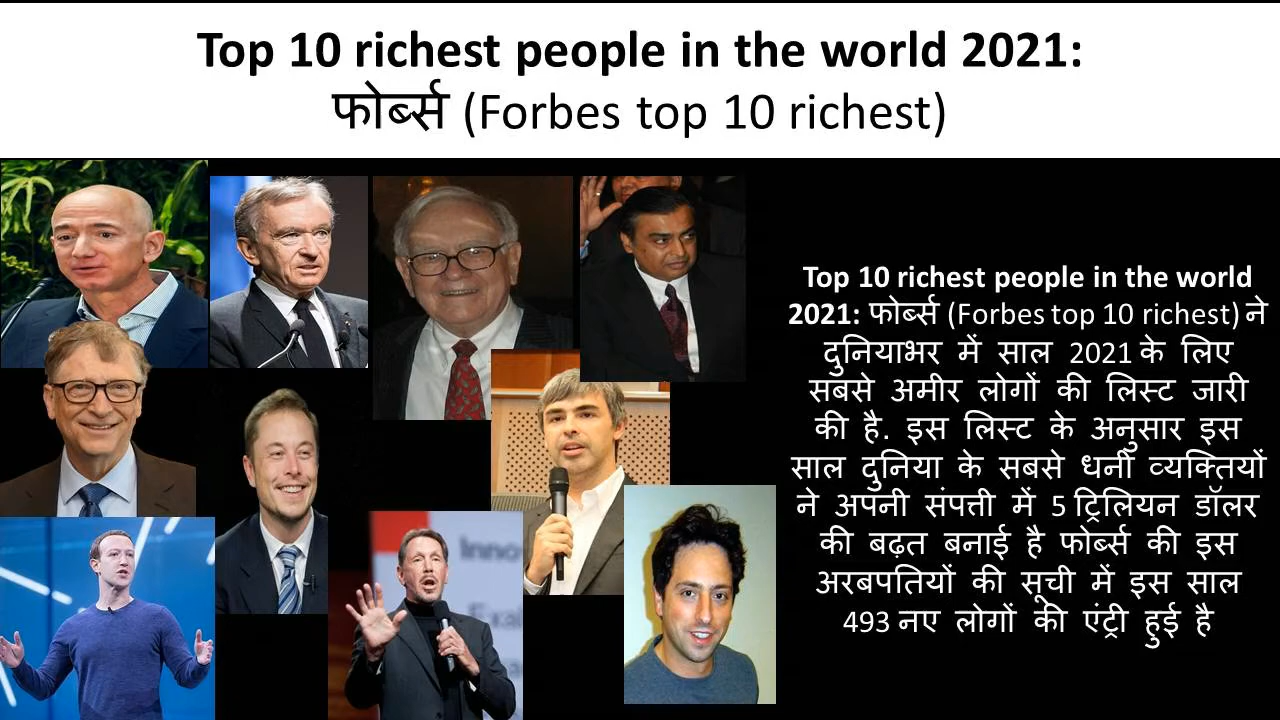 Top 10 richest people in the world 2021:
फोर्ब्स (Forbes top 10 richest)
Top 10 richest people in the world
2021: फोर्ब्स (Forbes top 10 richest) ने
दुनियाभर में साल 2021 के लिए
सबसे अमीर लोगों की लिस्ट जारी
की है. इस लिस्ट के अनुसार इस
साल दुनिया के सबसे धनी व्यक्तियों
ने अपनी संपत्ती में 5 ट्रिलियन डॉलर
की बढ़त बनाई है फोर्ब्स की इस
अरबपतियों की सूची में इस साल
493 नए लोगों की एंट्री हुई है
Inno